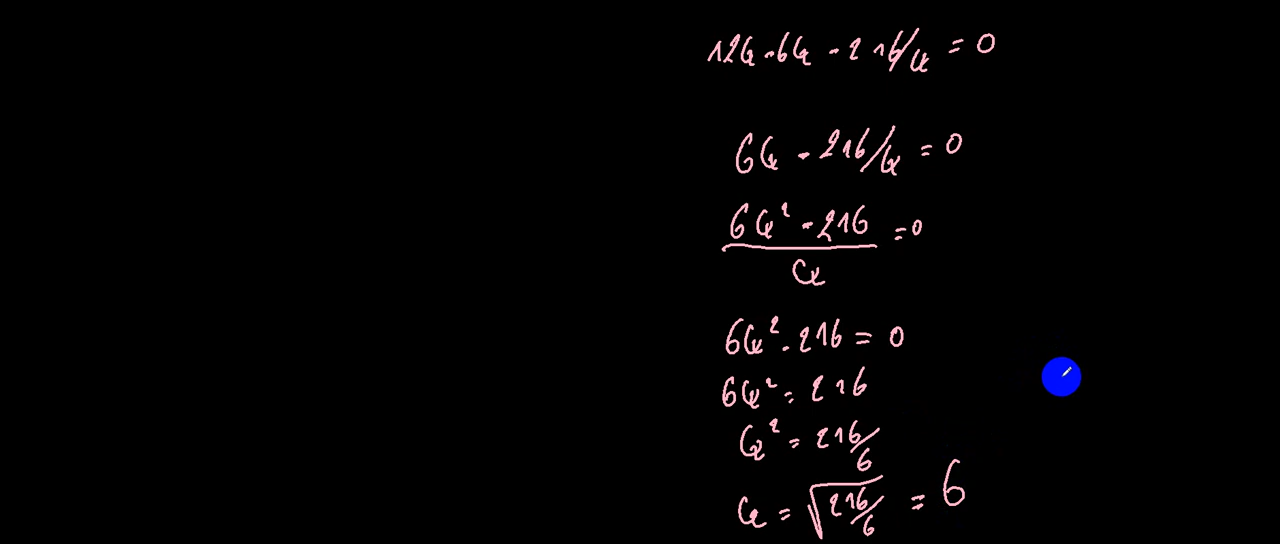 12Q - 6Q - 216/Q = 0
6Q - 216/Q = 0
6Q² - 216 = 0
Q
6Q² - 216 = 0
6Q² = 216
Q² = 216/6
Q = √216/6 = 6